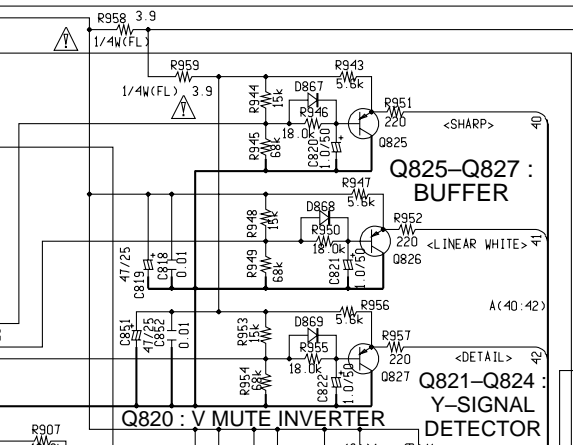 R958 3.9
1/4W(FL)
R959
1/4W(FL) 3.9
R943
5.6k
D867
R944
15k
R946
18.0k
R951
220
<SHARP>
40
R945
68k
C820
1.0/50
Q825
Q825–Q827 :
BUFFER
R947
5.6k
D868
R948
15k
R950
18.0k
R952
220
<LINEAR WHITE>
41
R949
68k
C821
1.0/50
Q826
47/25
C819
C818
0.01
A(40:42)
R956
5.6k
C851
47/25
C852
0.01
R953
15k
D869
R955
18.0k
R957
220
<DETAIL>
42
R954
68k
C822
1.0/50
Q827
Q821–Q824 :
Y–SIGNAL
DETECTOR
Q820 : V MUTE INVERTER
R907